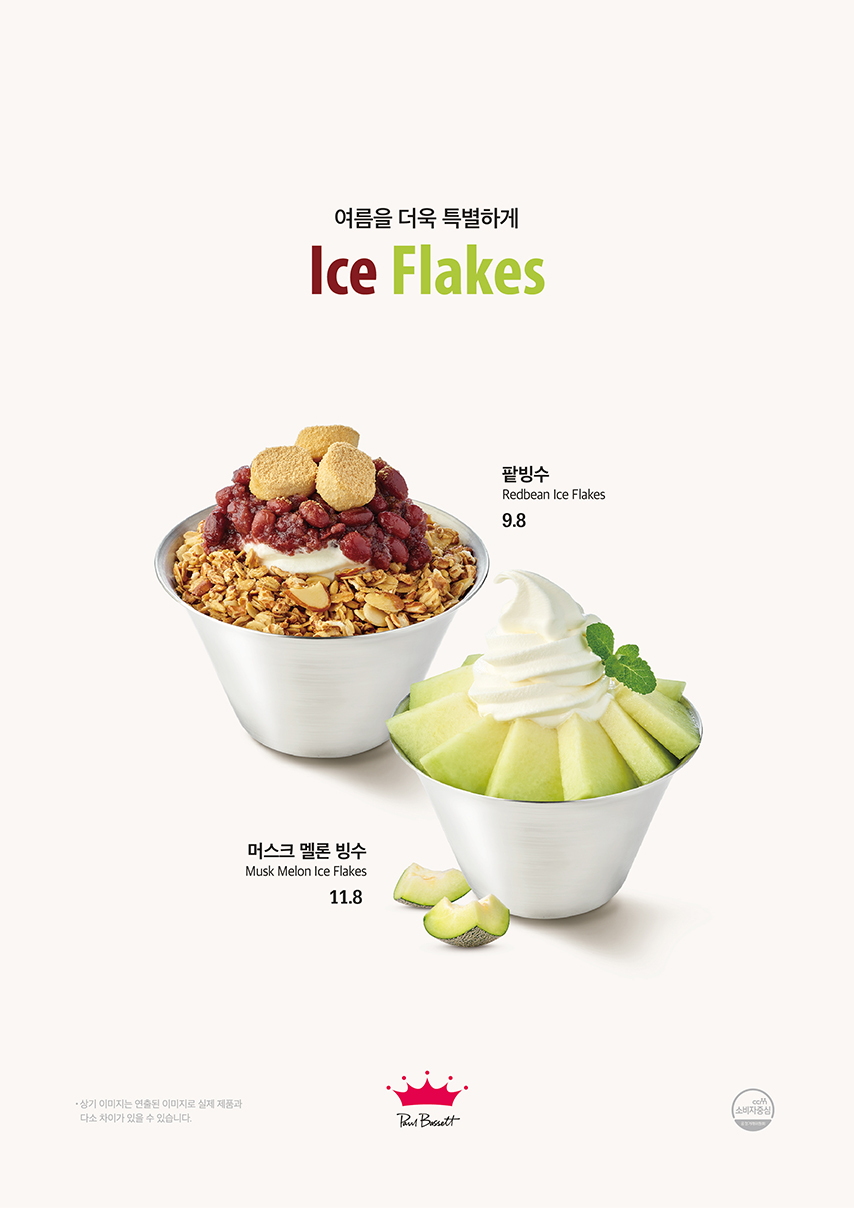 여름을 더욱 특별하게
Ice Flakes
팥빙수
Redbean Ice Flakes
9.8
머스크 멜론 빙수
Musk Melon Ice Flakes
11.8
• 상기 이미지는 연출된 이미지로 실제 제품과
다소 차이가 있을 수 있습니다.
Paul Bassett
ccm
소비자중심